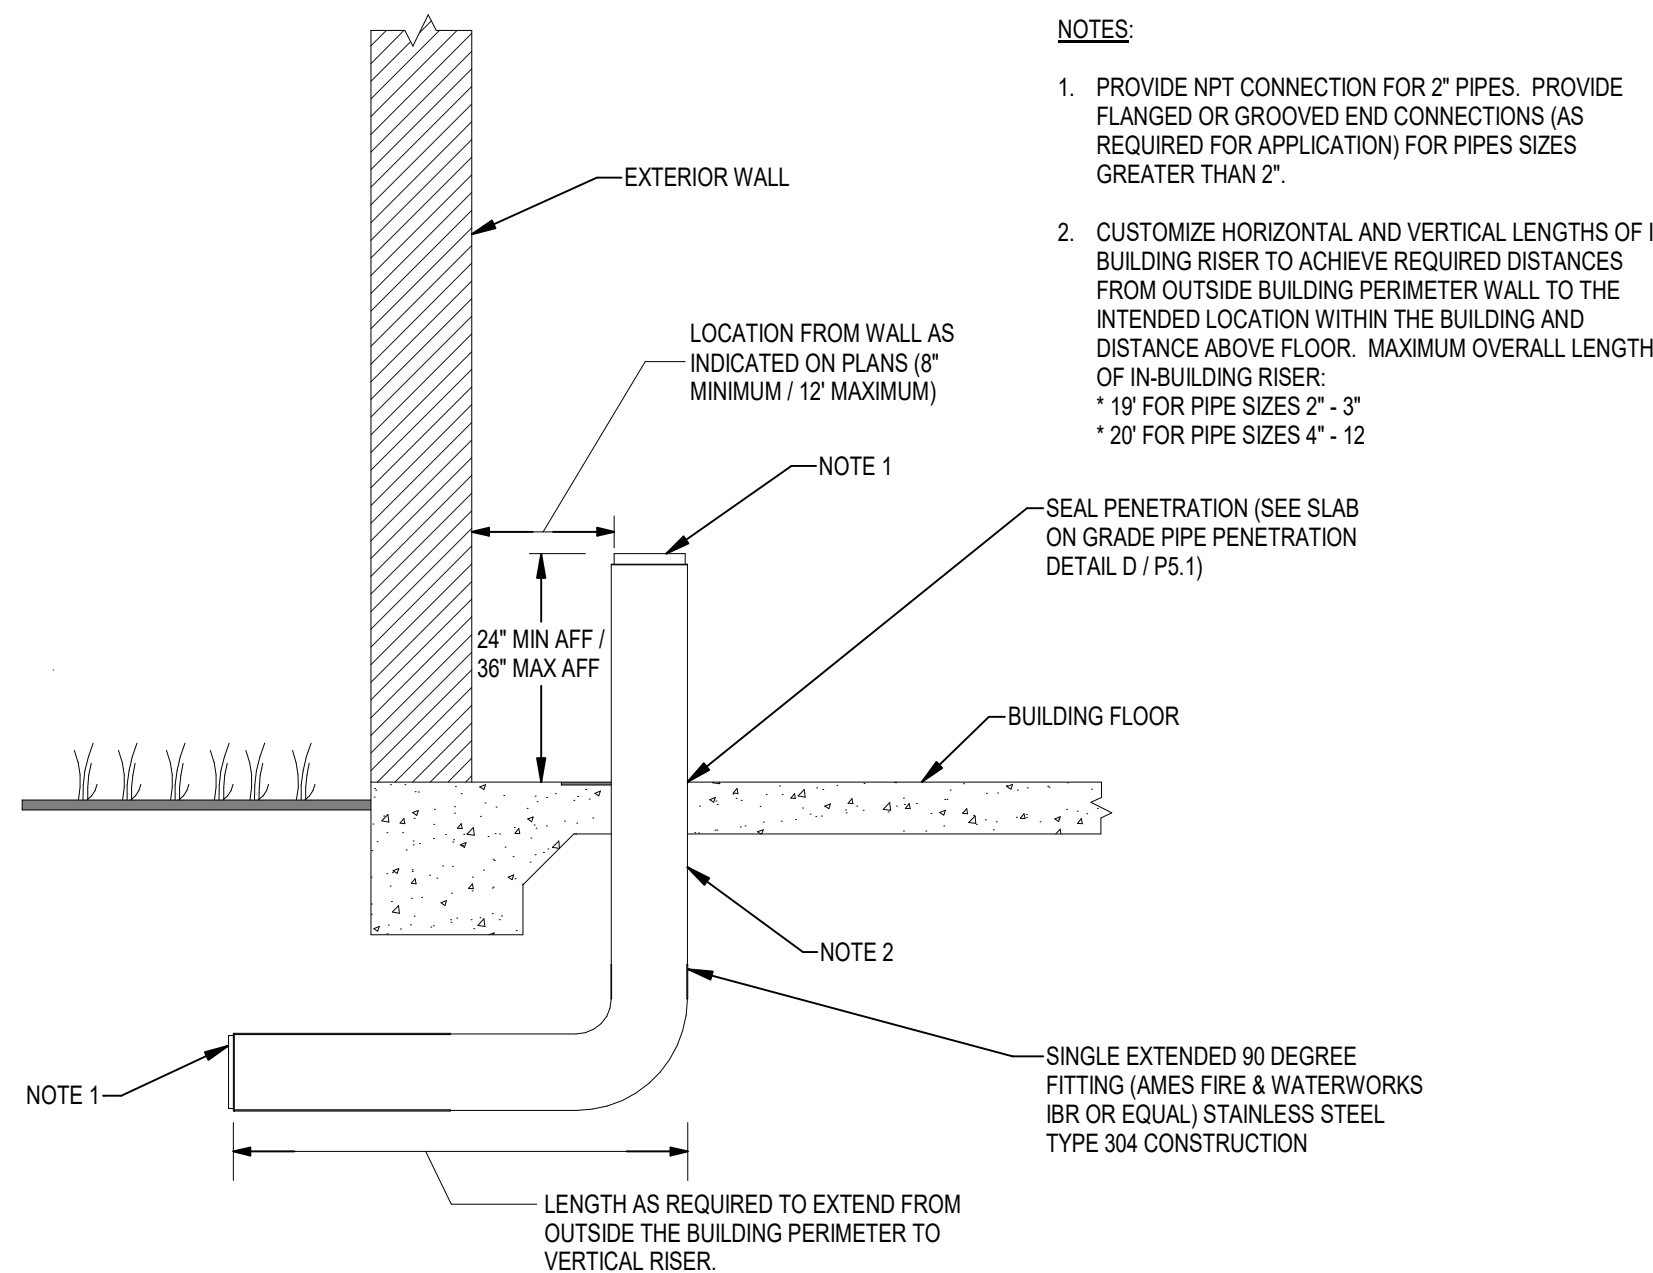 NOTES:
1. PROVIDE NPT CONNECTION FOR 2" PIPES. PROVIDE
FLANGED OR GROOVED END CONNECTIONS (AS
REQUIRED FOR APPLICATION) FOR PIPES SIZES
GREATER THAN 2".
2. CUSTOMIZE HORIZONTAL AND VERTICAL LENGTHS OF I
BUILDING RISER TO ACHIEVE REQUIRED DISTANCES
FROM OUTSIDE BUILDING PERIMETER WALL TO THE
INTENDED LOCATION WITHIN THE BUILDING AND
DISTANCE ABOVE FLOOR. MAXIMUM OVERALL LENGTH
OF IN-BUILDING RISER:
* 19' FOR PIPE SIZES 2" - 3"
* 20' FOR PIPE SIZES 4" - 12
EXTERIOR WALL
LOCATION FROM WALL AS
INDICATED ON PLANS (8"
MINIMUM / 12' MAXIMUM)
NOTE 1
SEAL PENETRATION (SEE SLAB
ON GRADE PIPE PENETRATION
DETAIL D / P5.1)
24" MIN AFF /
36" MAX AFF
BUILDING FLOOR
NOTE 2
SINGLE EXTENDED 90 DEGREE
FITTING (AMES FIRE & WATERWORKS
IBR OR EQUAL) STAINLESS STEEL
TYPE 304 CONSTRUCTION
NOTE 1
LENGTH AS REQUIRED TO EXTEND FROM
OUTSIDE THE BUILDING PERIMETER TO
VERTICAL RISER.